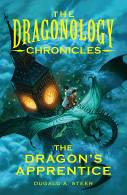 THE
DRAGONOLOGY
CHRONICLES
THE
DRAGON'S
APPRENTICE
DUGALD A. STEER